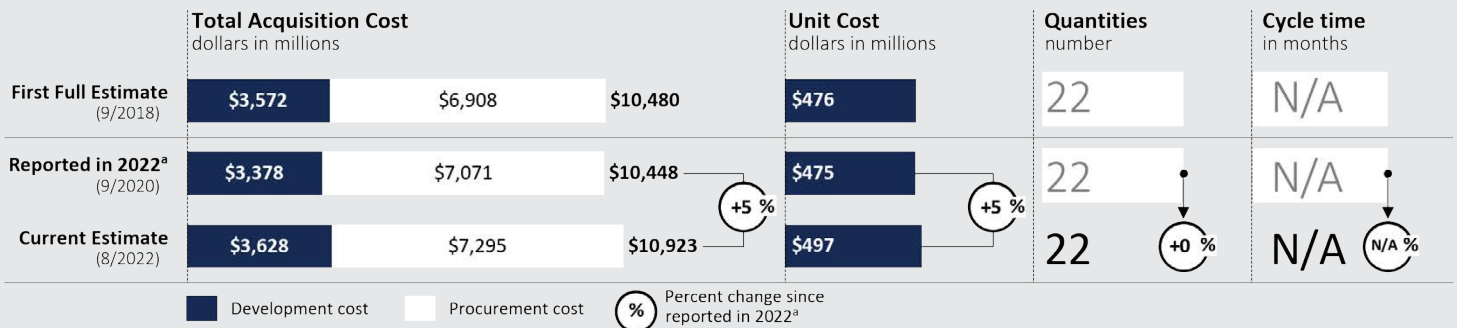 Total Acquisition Cost
dollars in millions
Unit Cost
dollars in millions
Quantities
number
Cycle time
in months
First Full Estimate
(9/2018)
$3,572
$6,908
$10,480
$476
22
N/A
Reported in 2022ᵃ
(9/2020)
$3,378
$7,071
$10,448
$475
22
N/A
+5 %
+5 %
Current Estimate
(8/2022)
$3,628
$7,295
$10,923
$497
22
+0 %
N/A
N/A %
Development cost
Procurement cost
%
Percent change since
reported in 2022ᵃ